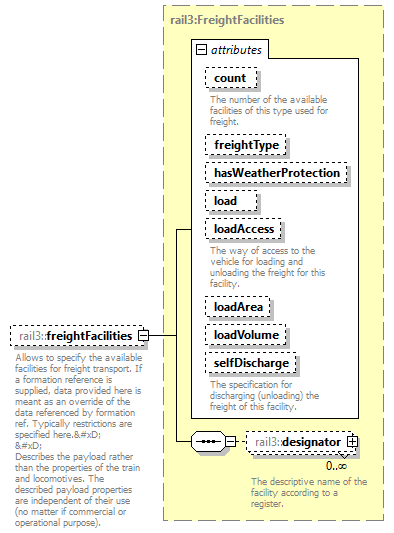 rail3:FreightFacilities
attributes
count
The number of the available
facilities of this type used for
freight.
freightType
hasWeatherProtection
load
loadAccess
The way of access to the
vehicle for loading and
unloading the freight for this
facility.
loadArea
loadVolume
selfDischarge
The specification for
discharging (unloading) the
freight of this facility.
rail3::freightFacilities
Allows to specify the available
facilities for freight transport. If
a formation reference is
supplied, data provided here is
meant as an override of the
data referenced by formation
ref. Typically restrictions are
specified here.&#xD;
&#xD;
Describes the payload rather
than the properties of the train
and locomotives. The
described payload properties
are independent of their use
(no matter if commercial or
operational purpose).
rail3::designator
0..∞
The descriptive name of the
facility according to a
register.